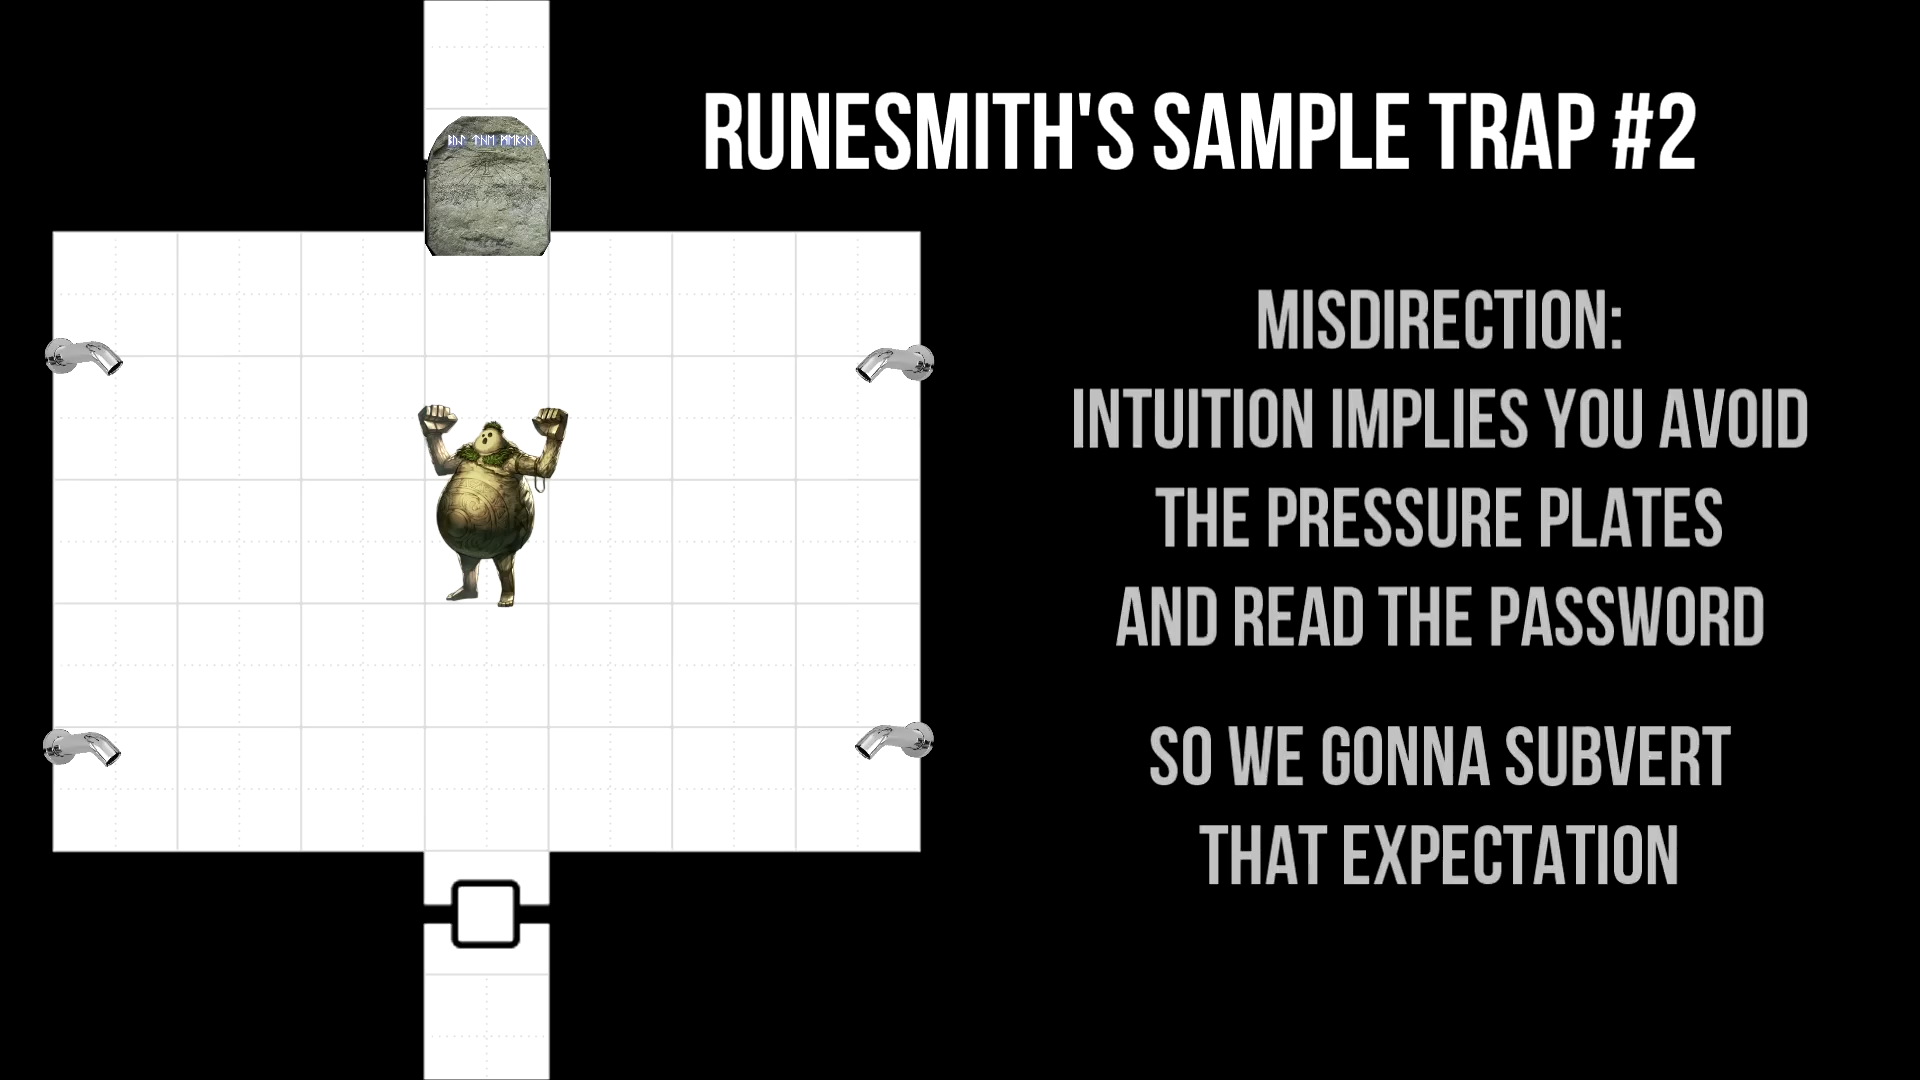 RUNESMITH'S SAMPLE TRAP #2
MISDIRECTION:
INTUITION IMPLIES YOU AVOID
THE PRESSURE PLATES
AND READ THE PASSWORD
SO WE GONNA SUBVERT
THAT EXPECTATION